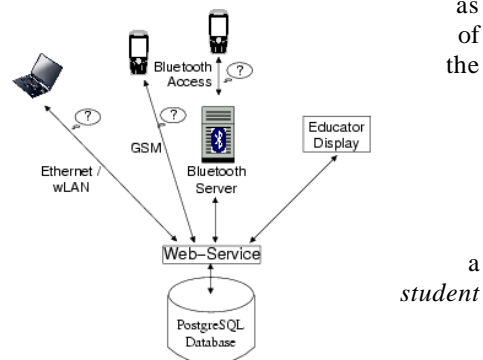 as
of
the
Bluetooth
Access
?
?
?
GSM
Educator
Display
Ethernet /
wLAN
Bluetooth
Server
Web-Service
a
student
PostgreSQL
Database